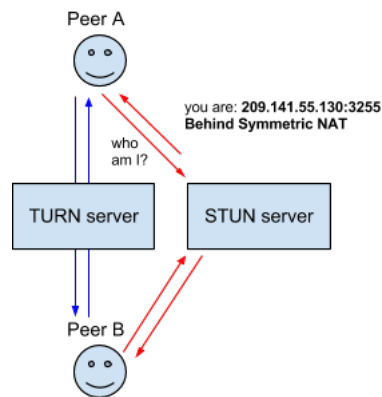 Peer A
you are: 209.141.55.130:3255
Behind Symmetric NAT
who
am I?
TURN server
STUN server
Peer B